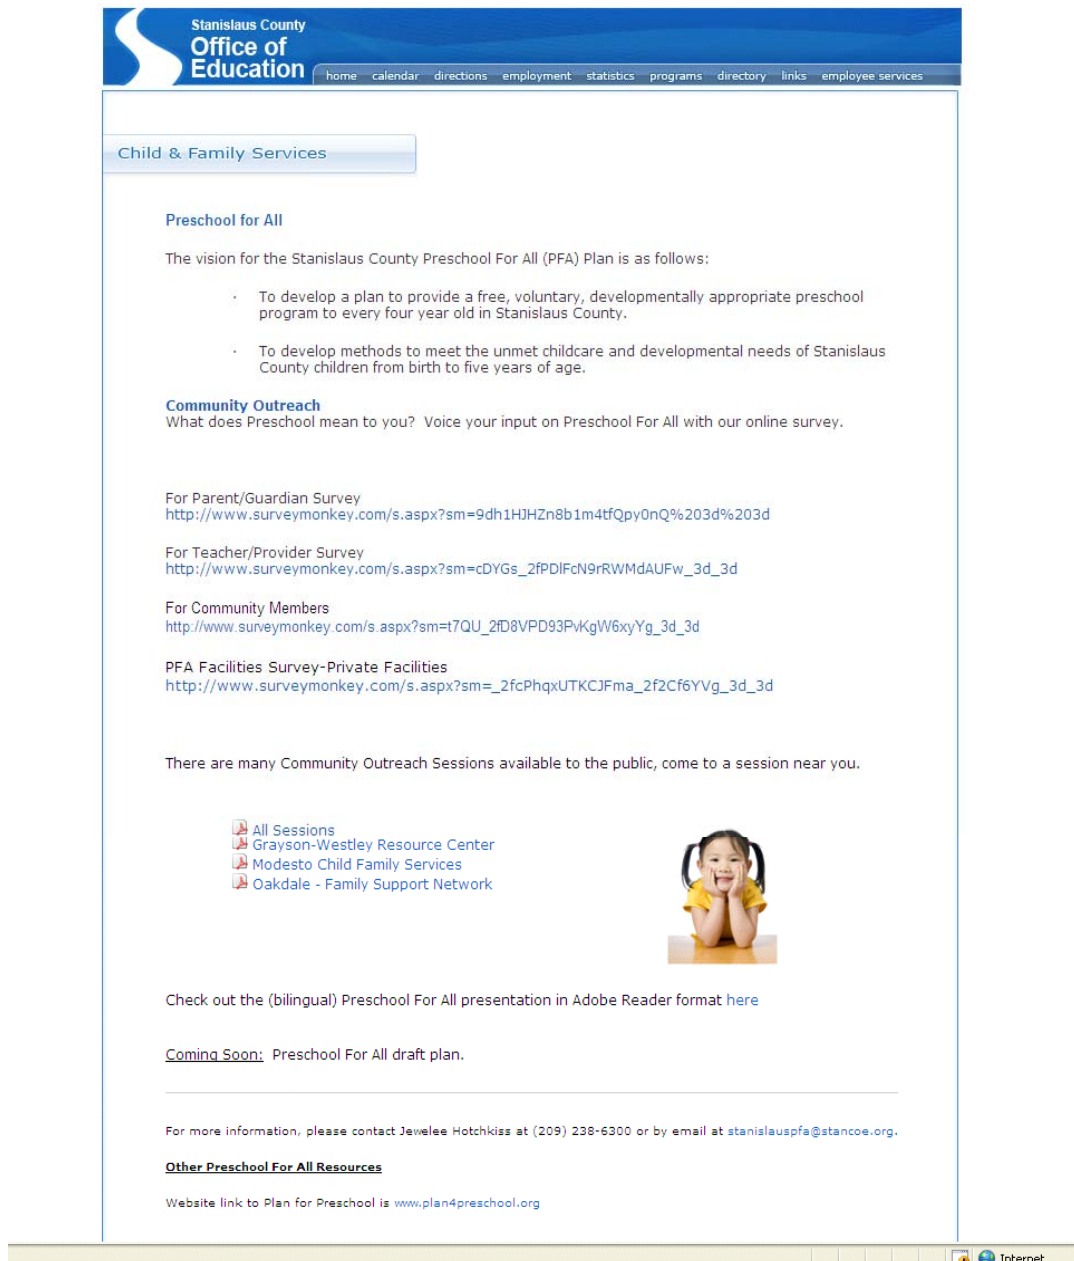 Stanislaus County
Office of
Education
home calendar directions employment statistics programs directory links employee services
Child & Family Services
Preschool for All
The vision for the Stanislaus County Preschool For All (PFA) Plan is as follows:
· To develop a plan to provide a free, voluntary, developmentally appropriate preschool
program to every four year old in Stanislaus County.
· To develop methods to meet the unmet childcare and developmental needs of Stanislaus
County children from birth to five years of age.
Community Outreach
What does Preschool mean to you? Voice your input on Preschool For All with our online survey.
For Parent/Guardian Survey
http://www.surveymonkey.com/s.aspx?sm=9dh1HJHZn8b1m4tfQpy0nQ%203d%203d
For Teacher/Provider Survey
http://www.surveymonkey.com/s.aspx?sm=cDYGs_2fPDlFcN9rRWMdAUFw_3d_3d
For Community Members
http://www.surveymonkey.com/s.aspx?sm=t7QU_2fD8VPD93PvKgW6xyYg_3d_3d
PFA Facilities Survey-Private Facilities
http://www.surveymonkey.com/s.aspx?sm=_2fcPhqxUTKCJFma_2f2Cf6YVg_3d_3d
There are many Community Outreach Sessions available to the public, come to a session near you.
All Sessions
Grayson-Westley Resource Center
Modesto Child Family Services
Oakdale - Family Support Network
Check out the (bilingual) Preschool For All presentation in Adobe Reader format here
Coming Soon: Preschool For All draft plan.
For more information, please contact Jewelee Hotchkiss at (209) 238-6300 or by email at stanislauspfa@stancoe.org.
Other Preschool For All Resources
Website link to Plan for Preschool is www.plan4preschool.org
Internet